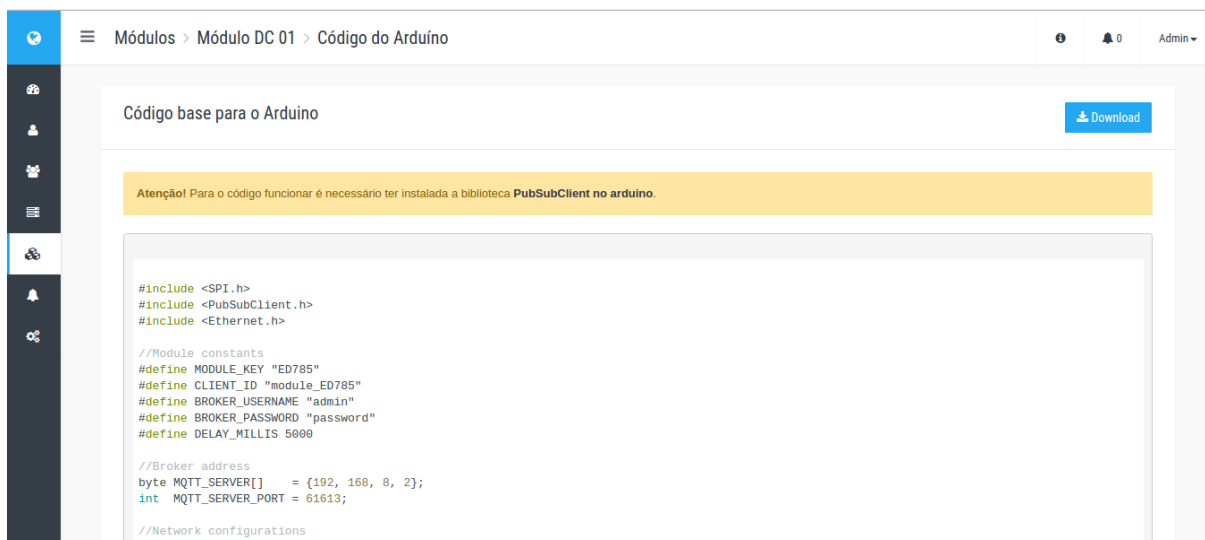 Módulos > Módulo DC 01 > Código do Arduíno
0
Admin
Código base para o Arduino
Download
Atenção! Para o código funcionar é necessário ter instalada a biblioteca PubSubClient no arduino.
#include <SPI.h>
#include <PubSubClient.h>
#include <Ethernet.h>
//Module constants
#define MODULE_KEY "ED785"
#define CLIENT_ID "module_ED785"
#define BROKER_USERNAME "admin"
#define BROKER_PASSWORD "password"
#define DELAY_MILLIS 5000
//Broker address
byte MQTT_SERVER[]    = {192, 168, 8, 2};
int  MQTT_SERVER_PORT = 61613;
//Network configurations